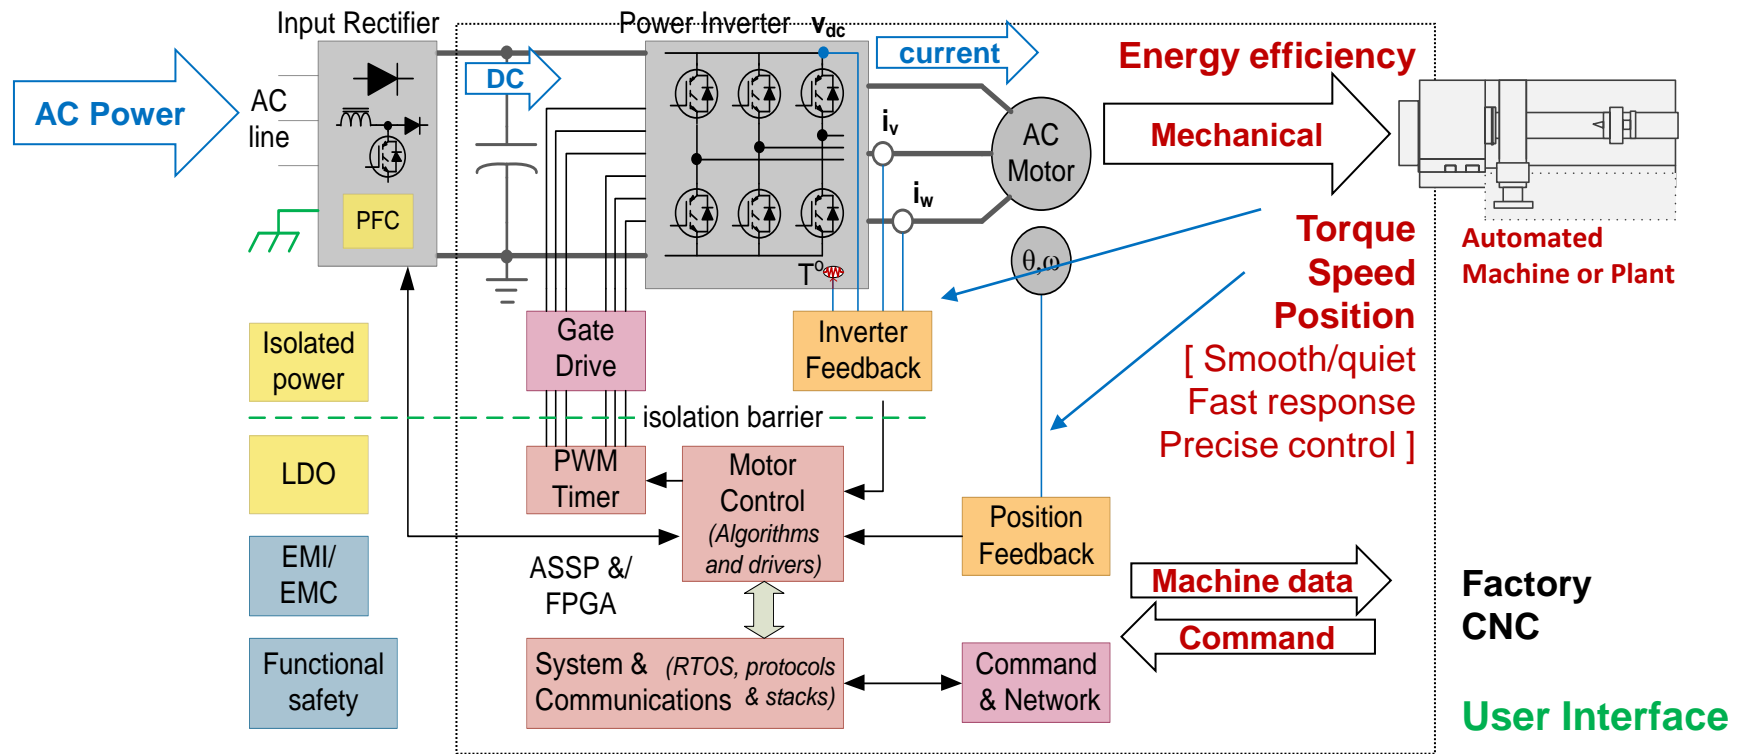 Input Rectifier
Power Inverter
vdc
AC Power
AC
line
PFC
DC
current
iv
iw
T°
AC
Motor
θ,ω
Energy efficiency
Mechanical
Automated
Machine or Plant
Torque
Speed
Position
[ Smooth/quiet
Fast response
Precise control ]
Isolated
power
Gate
Drive
Inverter
Feedback
isolation barrier
LDO
PWM
Timer
Motor
Control
(Algorithms
and drivers)
Position
Feedback
EMI/
EMC
ASSP &/
FPGA
Machine data
Command
Factory
CNC
Functional
safety
System &
Communications
(RTOS, protocols
& stacks)
Command
& Network
User Interface